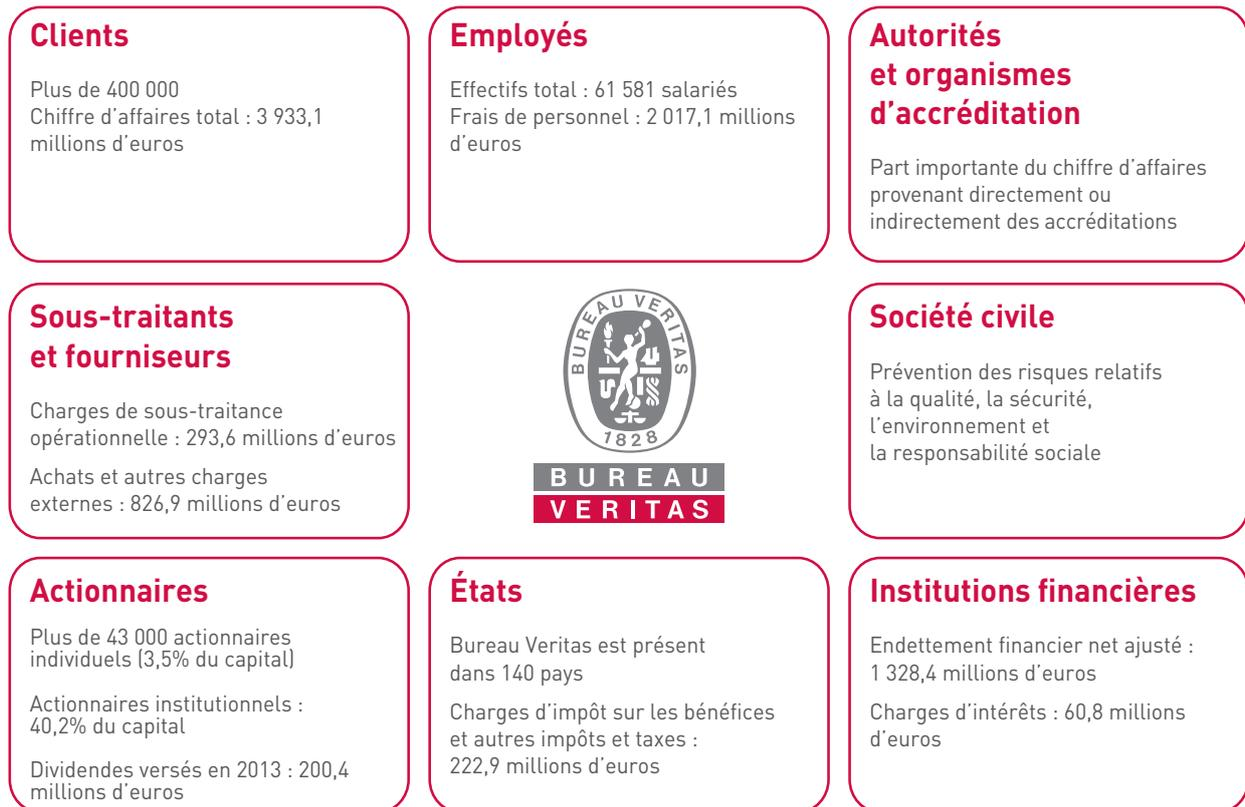 Clients
Plus de 400 000
Chiffre d’affaires total : 3 933,1
millions d’euros
Employés
Effectifs total : 61 581 salariés
Frais de personnel : 2 017,1 millions
d’euros
Autorités
et organismes
d’accréditation
Part importante du chiffre d’affaires
provenant directement ou
indirectement des accréditations
Sous-traitants
et fourniseurs
Charges de sous-traitance
opérationnelle : 293,6 millions d’euros
Achats et autres charges
externes : 826,9 millions d’euros
BUREAU VERITAS
1828
BUREAU
VERITAS
Société civile
Prévention des risques relatifs
à la qualité, la sécurité,
l’environnement et
la responsabilité sociale
Actionnaires
Plus de 43 000 actionnaires
individuels (3,5% du capital)
Actionnaires institutionnels :
40,2% du capital
Dividendes versés en 2013 : 200,4
millions d’euros
États
Bureau Veritas est présent
dans 140 pays
Charges d’impôt sur les bénéfices
et autres impôts et taxes :
222,9 millions d’euros
Institutions financières
Endettement financier net ajusté :
1 328,4 millions d’euros
Charges d’intérêts : 60,8 millions
d’euros